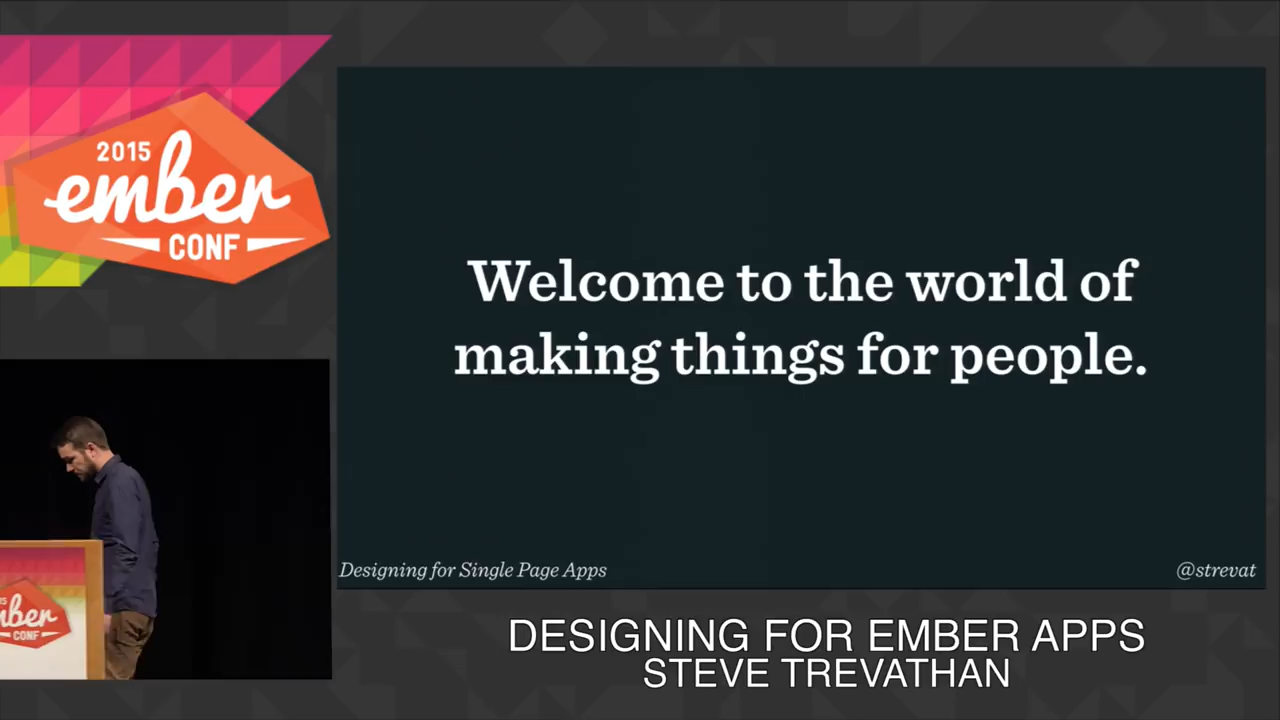 2015
ember
CONF
Welcome to the world of
making things for people.
Designing for Single Page Apps
@strevat
DESIGNING FOR EMBER APPS
STEVE TREVATHAN
CONF